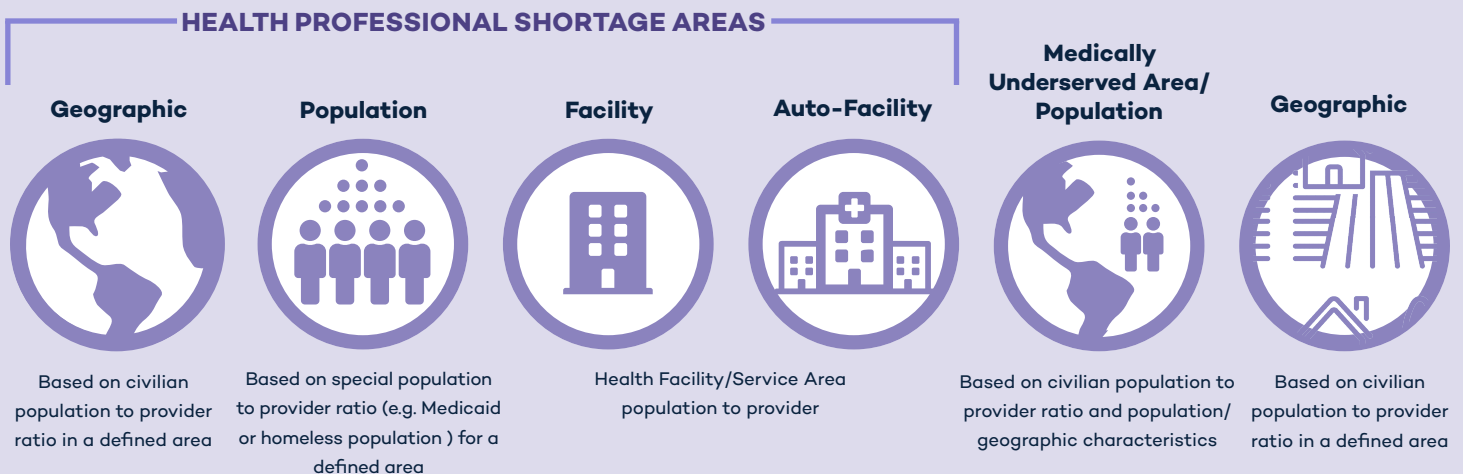 HEALTH PROFESSIONAL SHORTAGE AREAS
Geographic
Population
Facility
Auto-Facility
Medically
Underserved Area/
Population
Geographic
Based on civilian
population to provider
ratio in a defined area
Based on special population
to provider ratio (e.g. Medicaid
or homeless population ) for a
defined area
Health Facility/Service Area
population to provider
Based on civilian population to
provider ratio and population/
geographic characteristics
Based on civilian
population to provider
ratio in a defined area